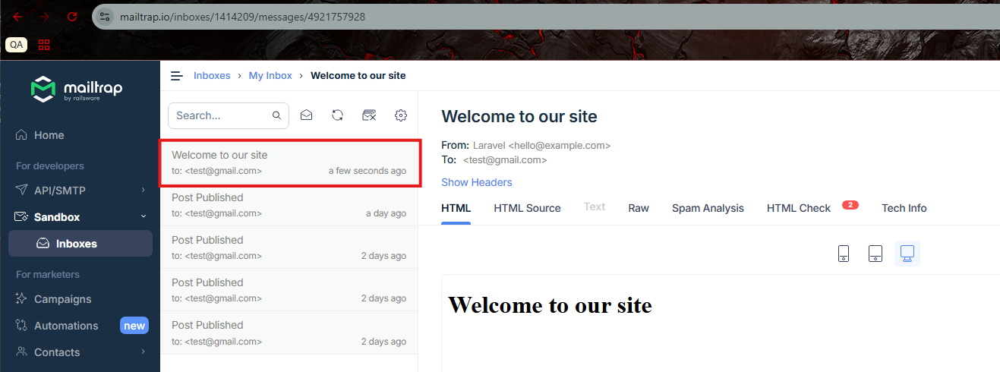 mailtrap.io/inboxes/1414209/messages/4921757928
QA
mailtrap
by railsware
Home
For developers
API/SMTP
Sandbox
Inboxes
For marketers
Campaigns
Automations new
Contacts
Inboxes › My Inbox › Welcome to our site
Search...
Welcome to our site
to: <test@gmail.com> a few seconds ago
Post Published
to: <test@gmail.com> a day ago
Post Published
to: <test@gmail.com> 2 days ago
Post Published
to: <test@gmail.com> 2 days ago
Post Published
to: <test@gmail.com> 2 days ago
Welcome to our site
From: Laravel <hello@example.com>
To: <test@gmail.com>
Show Headers
HTML HTML Source Text Raw Spam Analysis HTML Check 2 Tech Info
Welcome to our site